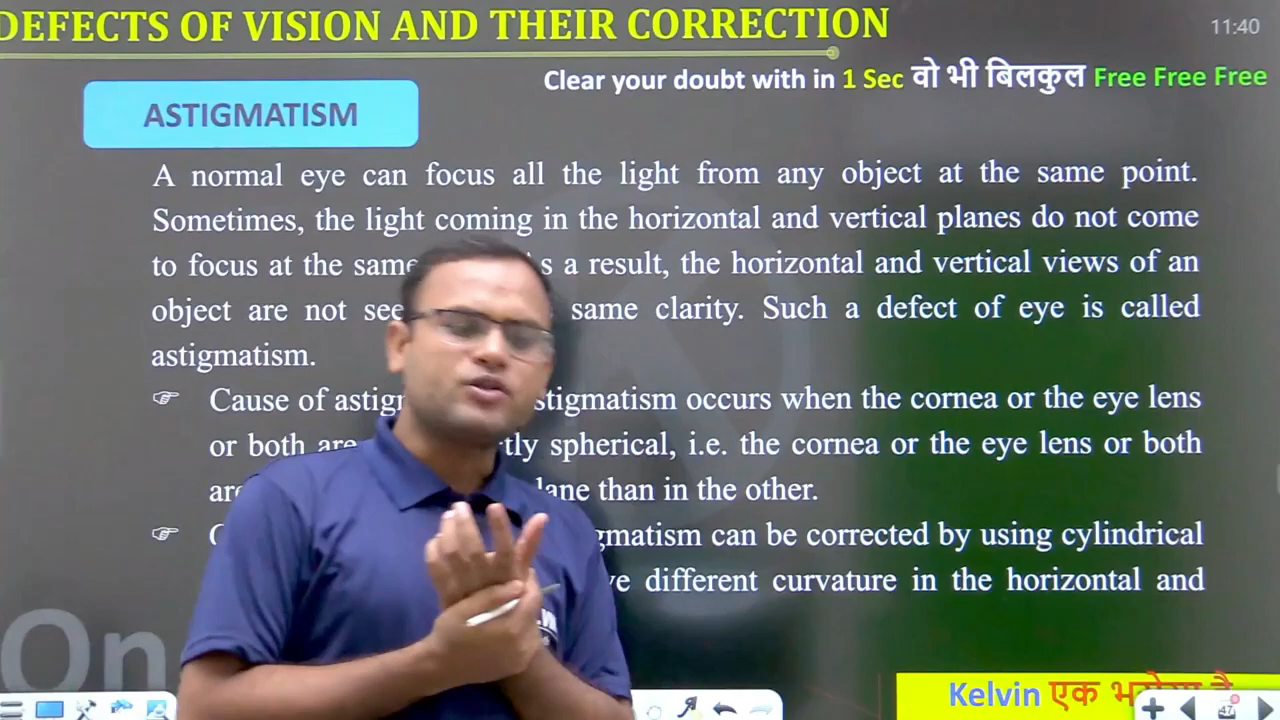 DEFECTS OF VISION AND THEIR CORRECTION
11:40
Clear your doubt with in 1 Sec वो भी बिलकुल Free Free Free
ASTIGMATISM
A normal eye can focus all the light from any object at the same point.
Sometimes, the light coming in the horizontal and vertical planes do not come
to focus at the same s a result, the horizontal and vertical views of an
object are not see same clarity. Such a defect of eye is called
astigmatism.
Cause of astig stigmatism occurs when the cornea or the eye lens
or both are tly spherical, i.e. the cornea or the eye lens or both
are lane than in the other.
gmatism can be corrected by using cylindrical
ve different curvature in the horizontal and
On
Kelvin एक
47